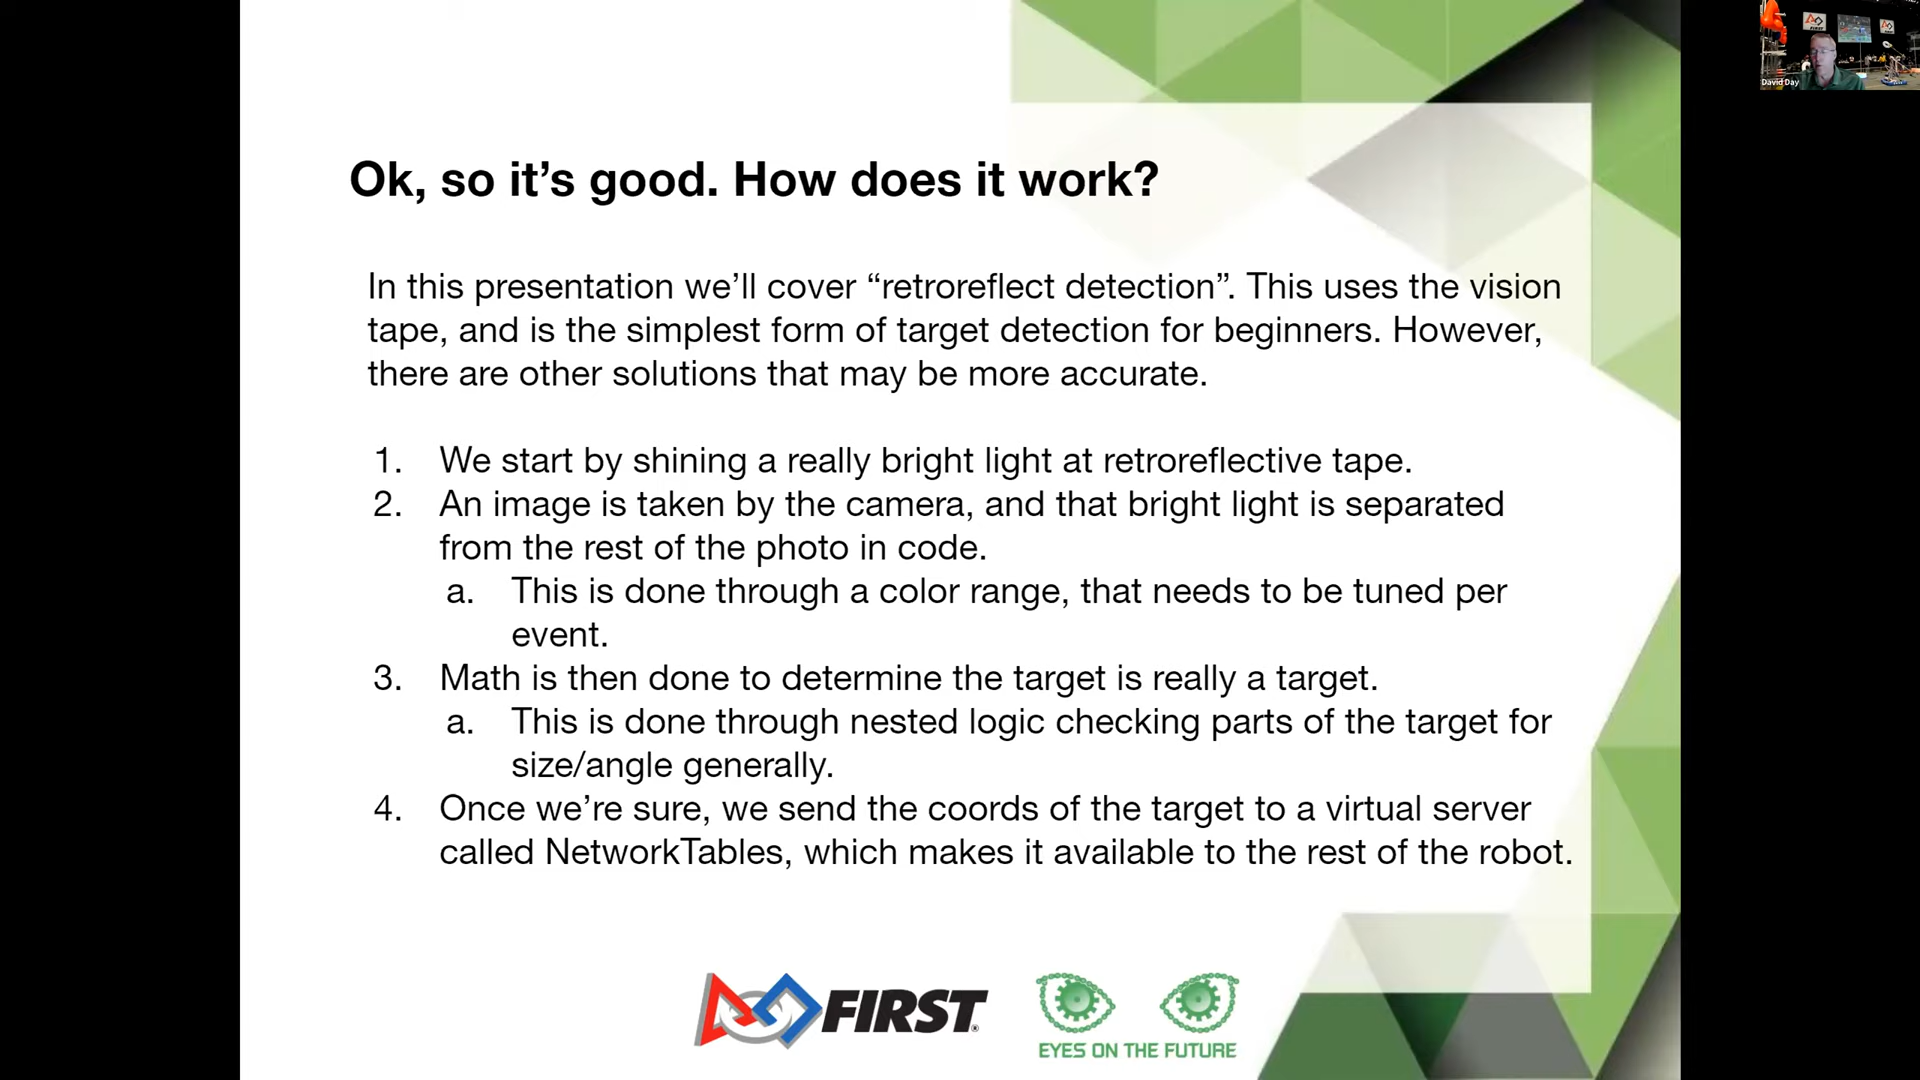 Ok, so it’s good. How does it work?
In this presentation we’ll cover “retroreflect detection”. This uses the vision
tape, and is the simplest form of target detection for beginners. However,
there are other solutions that may be more accurate.
1. We start by shining a really bright light at retroreflective tape.
2. An image is taken by the camera, and that bright light is separated
from the rest of the photo in code.
a. This is done through a color range, that needs to be tuned per
event.
3. Math is then done to determine the target is really a target.
a. This is done through nested logic checking parts of the target for
size/angle generally.
4. Once we’re sure, we send the coords of the target to a virtual server
called NetworkTables, which makes it available to the rest of the robot.
FIRST®
EYES ON THE FUTURE
FIRST
David Day